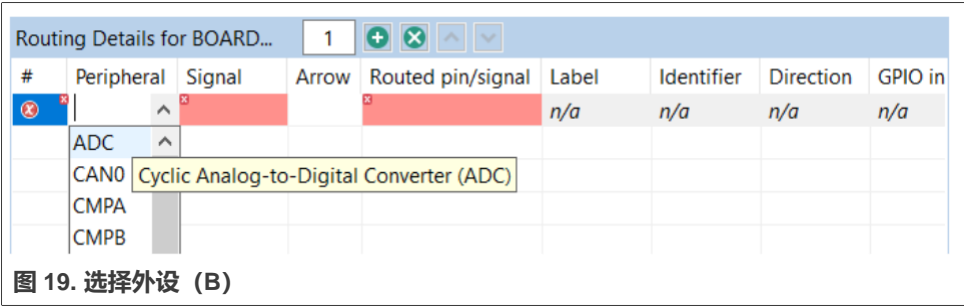 Routing Details for BOARD... 1
# Peripheral Signal Arrow Routed pin/signal Label Identifier Direction GPIO in
n/a n/a n/a n/a
ADC
CAN0 Cyclic Analog-to-Digital Converter (ADC)
CMPA
CMPB
图 19. 选择外设（B）